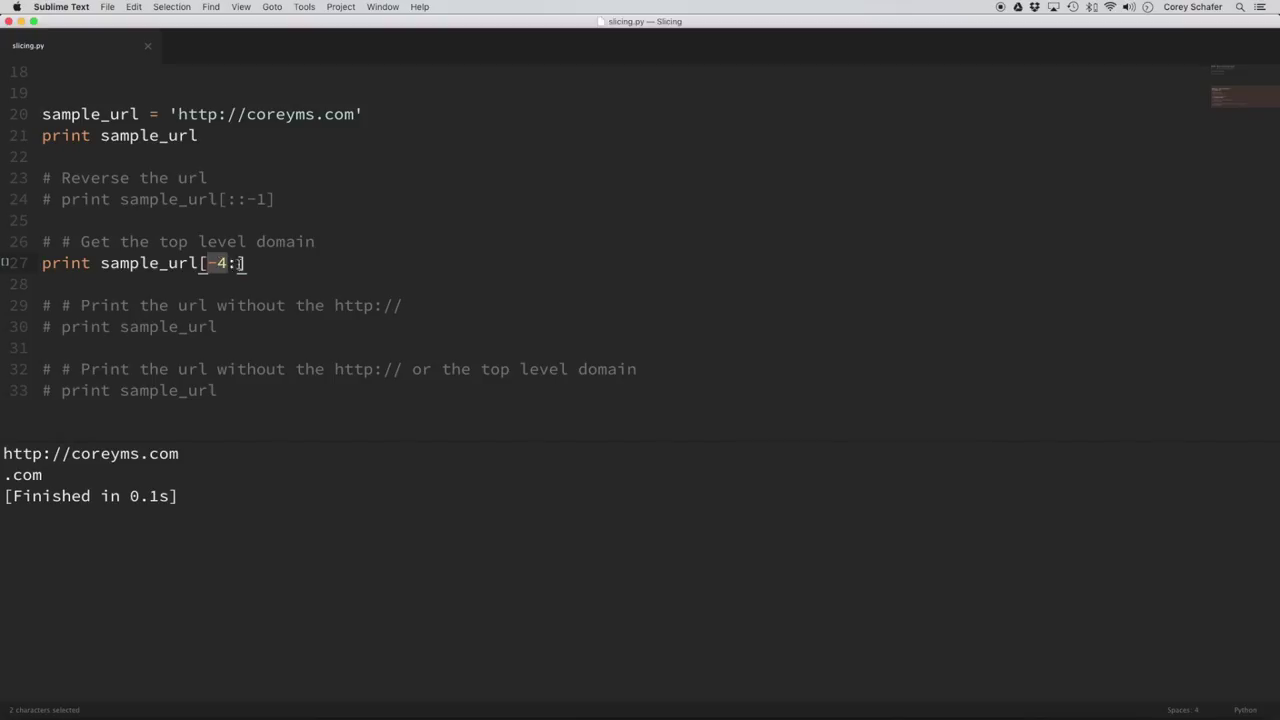 Sublime Text File Edit Selection Find View Goto Tools Project Window Help Corey Schafer
slicing.py — Slicing
slicing.py
18
19
20 sample_url = 'http://coreyms.com'
21 print sample_url
22
23 # Reverse the url
24 # print sample_url[::-1]
25
26 # # Get the top level domain
27 print sample_url[-4:]
28
29 # # Print the url without the http://
30 # print sample_url
31
32 # # Print the url without the http:// or the top level domain
33 # print sample_url
http://coreyms.com
.com
[Finished in 0.1s]
2 characters selected Spaces: 4 Python